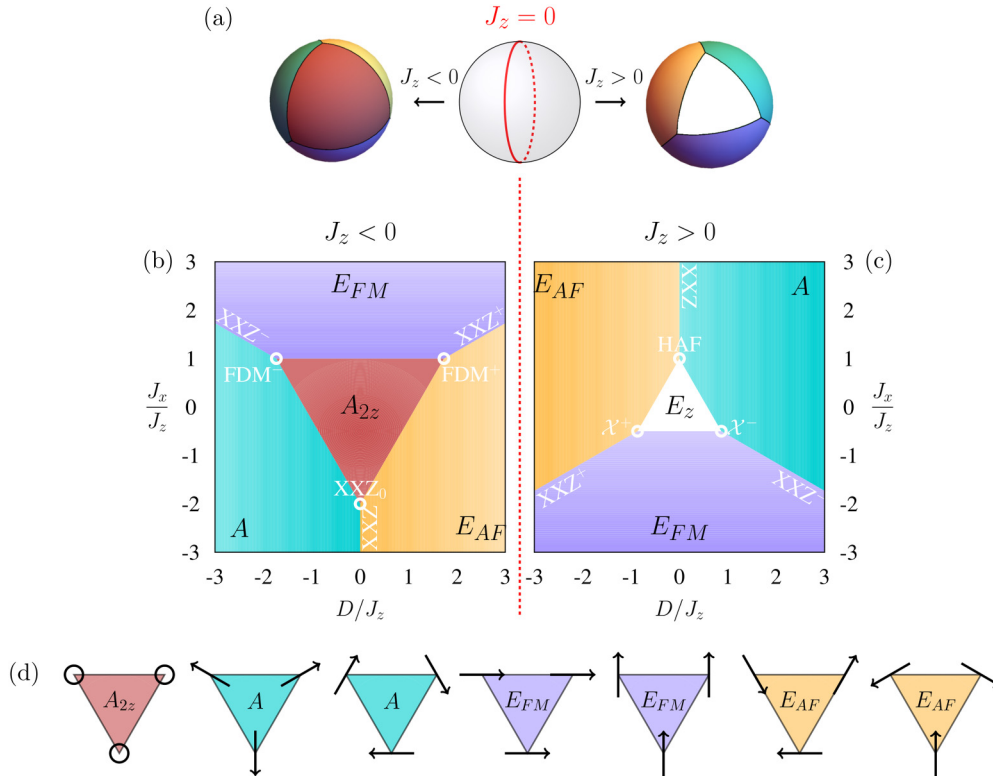 (a)
J_z = 0
J_z < 0
J_z > 0
J_z < 0
J_z > 0
(b)
3
2
1
0
-1
-2
-3
J_x
J_z
E_FM
XXZ^-
XXZ^+
FDM^-
FDM^+
A_2z
XXZ_0
XXZ
A
E_AF
-3 -2 -1 0 1 2 3
D/J_z
(c)
3
2
1
0
-1
-2
-3
J_x
J_z
E_AF
XXZ
A
HAF
E_z
𝒳^+
𝒳^-
XXZ^+
XXZ^-
E_FM
-3 -2 -1 0 1 2 3
D/J_z
(d)
A_2z
A
A
E_FM
E_FM
E_AF
E_AF